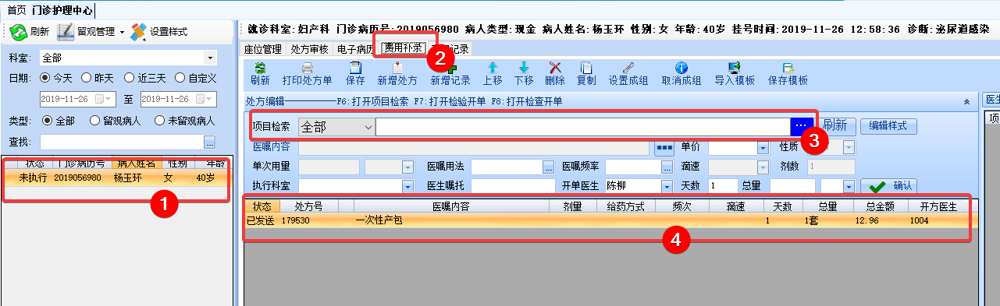 首页 门诊护理中心
刷新 留观管理 设置样式
科室: 全部
日期: 今天 昨天 近三天 自定义
2019-11-26 至 2019-11-26
类型: 全部 留观病人 未留观病人
查找: ...
状态 门诊病历号 病人姓名 性别 年龄
未执行 2019056980 杨玉环 女 40岁
1
就诊科室:妇产科 门诊病历号:2019056980 病人类型:现金 病人姓名:杨玉环 性别:女 年龄:40岁 挂号时间:2019-11-26 12:58:36 诊断:泌尿道感染
座位管理 处方审核 电子病历 费用补录 记录
2
刷新 打印处方单 保存 新增处方 新增记录 上移 下移 删除 复制 设置成组 取消成组 导入模板 保存模板
处方编辑————————F6:打开项目检索 F7:打开检验开单 F8:打开检查开单
项目检索 全部 ... 刷新 编辑样式
3
医嘱内容 单价 性质
单次用量 医嘱用法 ... 医嘱频率 ... 滴速 剂数 1
执行科室 医生嘱托 开单医生 陈柳 天数 1 总量 确认
状态 处方号 医嘱内容 剂量 给药方式 频次 滴速 天数 总量 总金额 开方医生
已发送 179530 一次性产包 1 1套 12.96 1004
4
医生
项